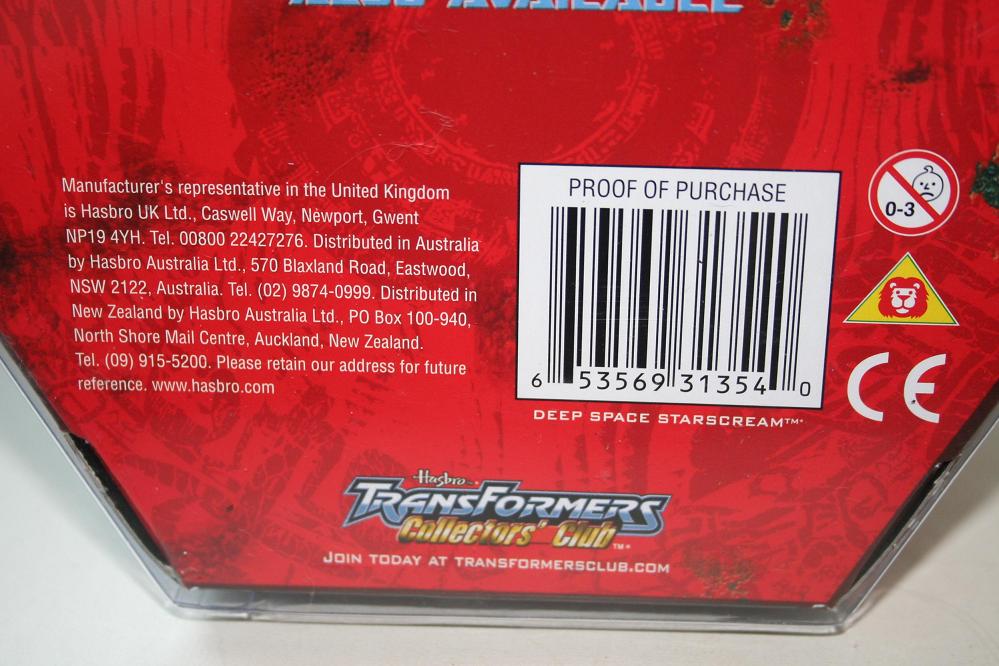 ALSO AVAILABLE
Manufacturer's representative in the United Kingdom
is Hasbro UK Ltd., Caswell Way, Newport, Gwent
NP19 4YH. Tel. 00800 22427276. Distributed in Australia
by Hasbro Australia Ltd., 570 Blaxland Road, Eastwood,
NSW 2122, Australia. Tel. (02) 9874-0999. Distributed in
New Zealand by Hasbro Australia Ltd., PO Box 100-940,
North Shore Mail Centre, Auckland, New Zealand.
Tel. (09) 915-5200. Please retain our address for future
reference. www.hasbro.com
PROOF OF PURCHASE
6 53569 31354 0
DEEP SPACE STARSCREAM™*
0-3
CE
Hasbro
TRANSFORMERS
Collectors' Club™*
JOIN TODAY AT TRANSFORMERSCLUB.COM